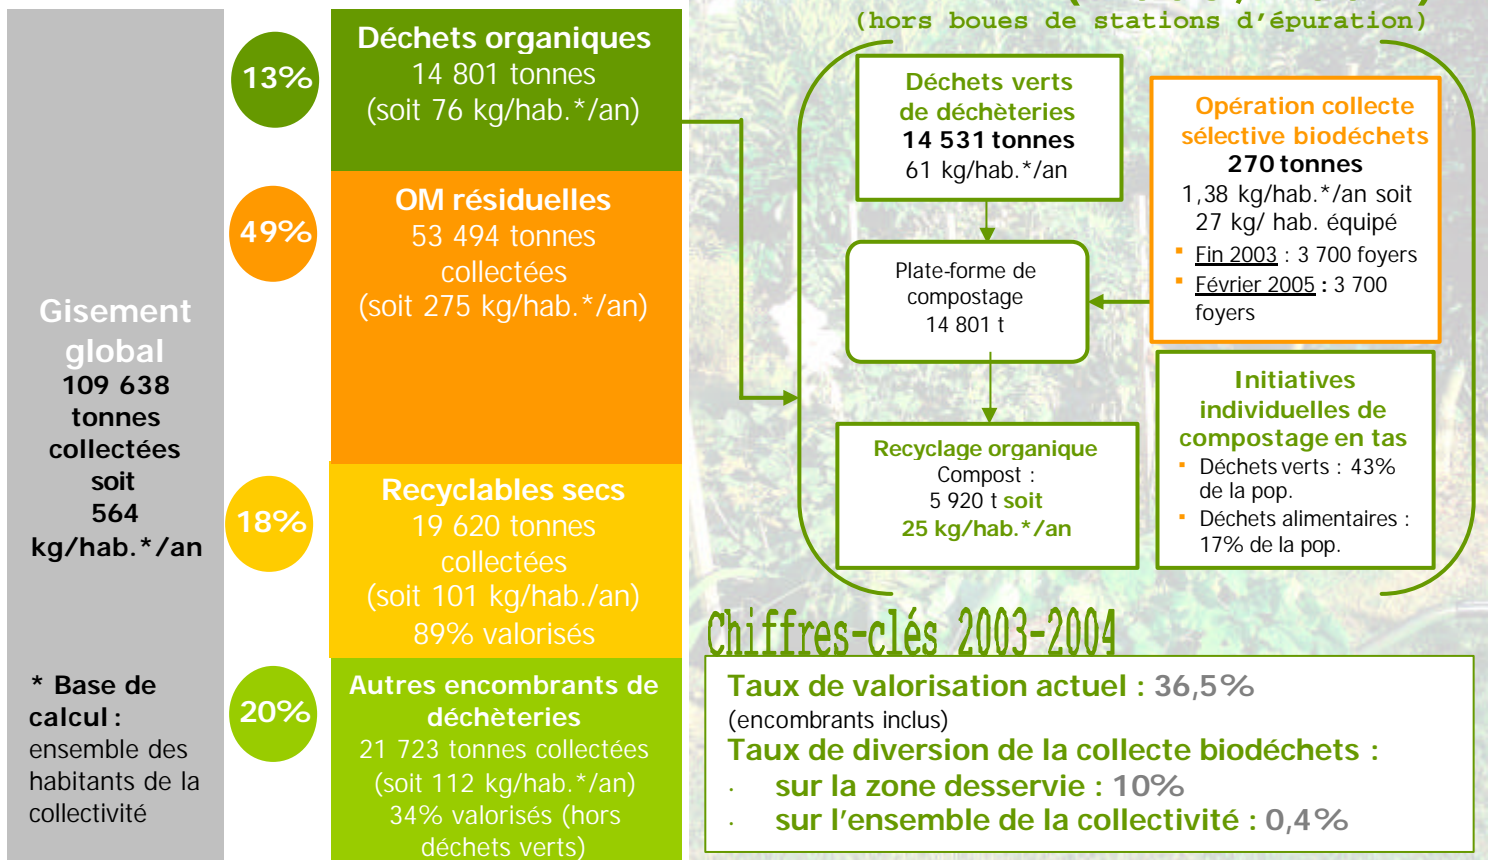 Gisement
global
109 638
tonnes
collectées
soit
564
kg/hab.*/an
* Base de
calcul :
ensemble des
habitants de la
collectivité
13%
Déchets organiques
14 801 tonnes
(soit 76 kg/hab.*/an)
49%
OM résiduelles
53 494 tonnes
collectées
(soit 275 kg/hab.*/an)
18%
Recyclables secs
19 620 tonnes
collectées
(soit 101 kg/hab./an)
89% valorisés
20%
Autres encombrants de
déchèteries
21 723 tonnes collectées
(soit 112 kg/hab.*/an)
34% valorisés (hors
déchets verts)
(hors boues de stations d'épuration)
Déchets verts
de déchèteries
14 531 tonnes
61 kg/hab.*/an
Plate-forme de
compostage
14 801 t
Recyclage organique
Compost :
5 920 t soit
25 kg/hab.*/an
Opération collecte
sélective biodéchets
270 tonnes
1,38 kg/hab.*/an soit
27 kg/ hab. équipé
▪ Fin 2003 : 3 700 foyers
▪ Février 2005 : 3 700
foyers
Initiatives
individuelles de
compostage en tas
▪ Déchets verts : 43%
de la pop.
▪ Déchets alimentaires :
17% de la pop.
Chiffres-clés 2003-2004
Taux de valorisation actuel : 36,5%
(encombrants inclus)
Taux de diversion de la collecte biodéchets :
· sur la zone desservie : 10%
· sur l'ensemble de la collectivité : 0,4%